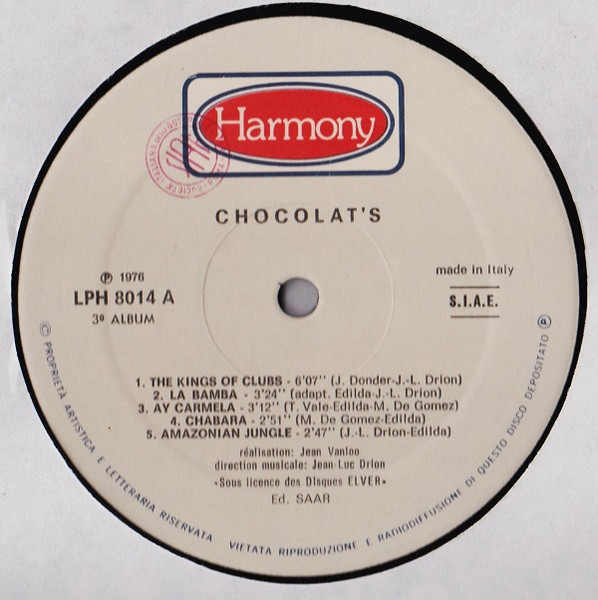 Harmony
CHOCOLAT'S
℗ 1976
LPH 8014 A
3º ALBUM
made in Italy
S.I.A.E.
1. THE KINGS OF CLUBS - 6'07" (J. Donder-J.-L. Drion)
2. LA BAMBA - 3'24" (adapt. Edilda-J.-L. Drion)
3. AY CARMELA - 3'12" (T. Vale-Edilda-M. De Gomez)
4. CHABARA - 2'51" (M. De Gomez-Edilda)
5. AMAZONIAN JUNGLE - 2'47" (J.-L. Drion-Edilda)
réalisation: Jean Vanloo
direction musicale: Jean-Luc Drion
«Sous licence des Disques ELVER»
Ed. SAAR
© PROPRIETÀ ARTISTICA E LETTERARIA RISERVATA VIETATA RIPRODUZIONE E RADIODIFFUSIONE DI QUESTO DISCO DEPOSITATO ℗